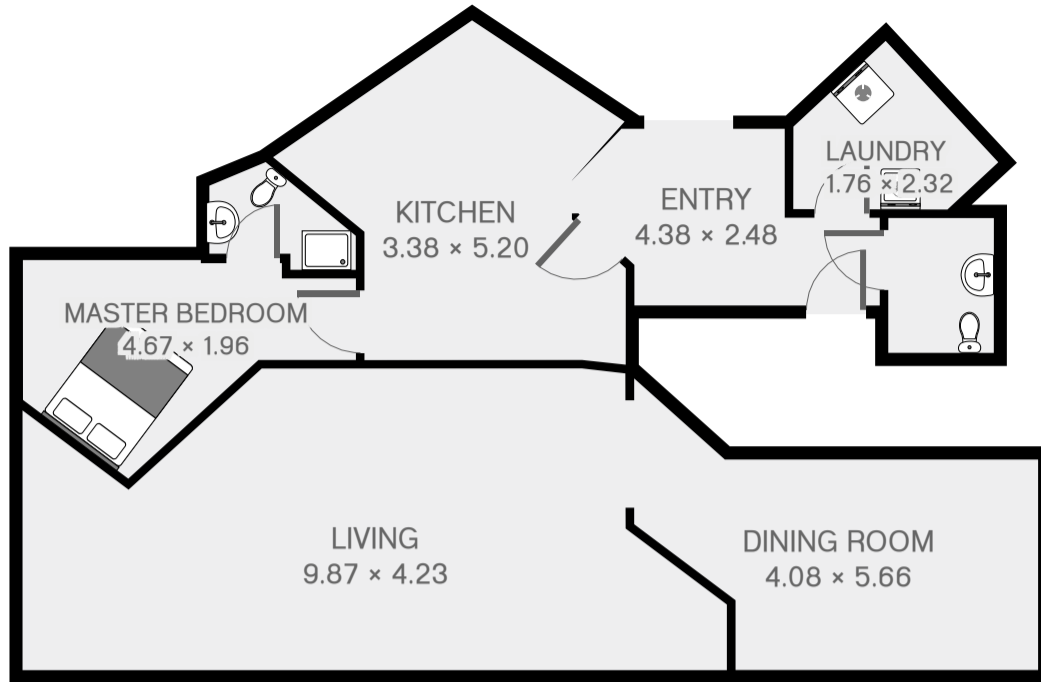 LAUNDRY
1.76 × 2.32
KITCHEN
3.38 × 5.20
ENTRY
4.38 × 2.48
MASTER BEDROOM
4.67 × 1.96
LIVING
9.87 × 4.23
DINING ROOM
4.08 × 5.66